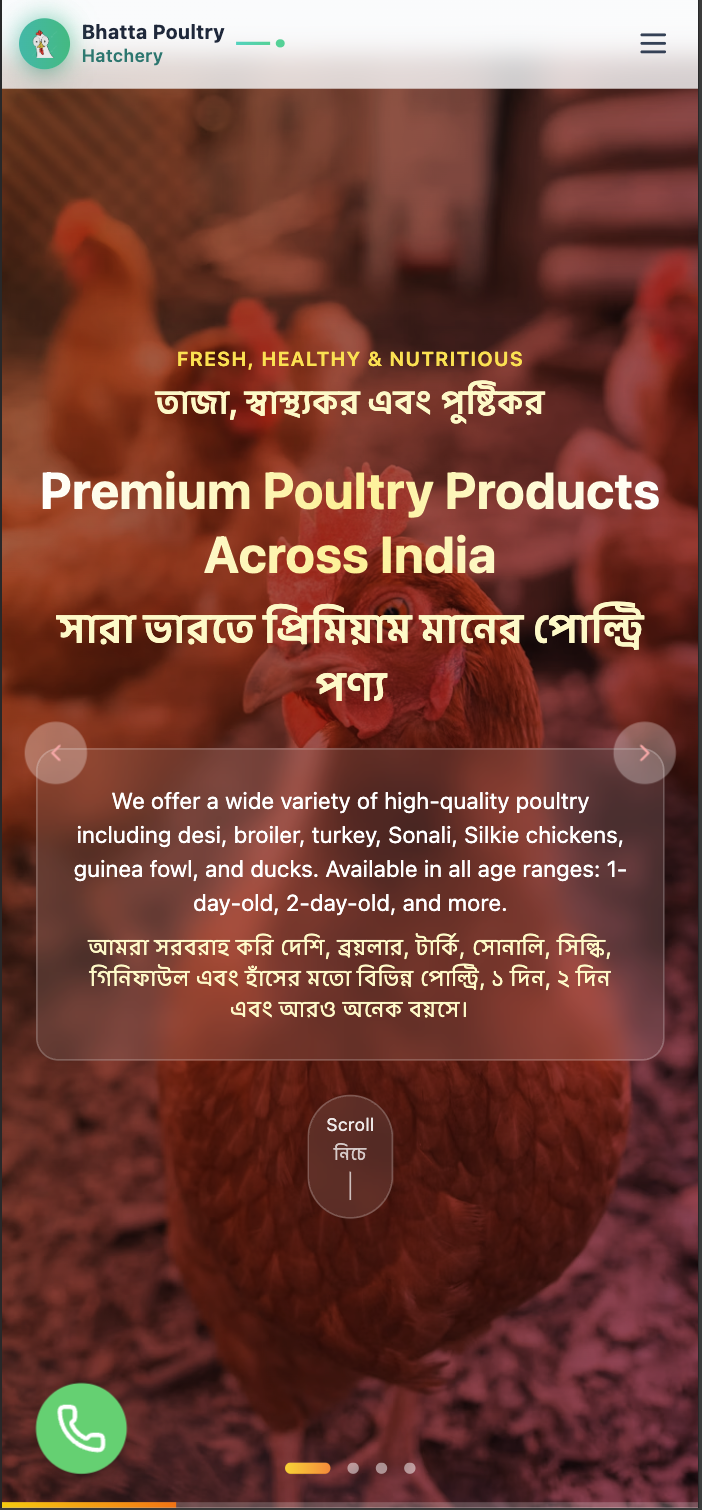 Bhatta Poultry
Hatchery
FRESH, HEALTHY & NUTRITIOUS
তাজা, স্বাস্থ্যকর এবং পুষ্টিকর
Premium Poultry Products
Across India
সারা ভারতে প্রিমিয়াম মানের পোল্ট্রি
পণ্য
We offer a wide variety of high-quality poultry
including desi, broiler, turkey, Sonali, Silkie chickens,
guinea fowl, and ducks. Available in all age ranges: 1-
day-old, 2-day-old, and more.
আমরা সরবরাহ করি দেশি, ব্রয়লার, টার্কি, সোনালি, সিল্কি,
গিনিফাউল এবং হাঁসের মতো বিভিন্ন পোল্ট্রি, ১ দিন, ২ দিন
এবং আরও অনেক বয়সে।
Scroll
নিচে